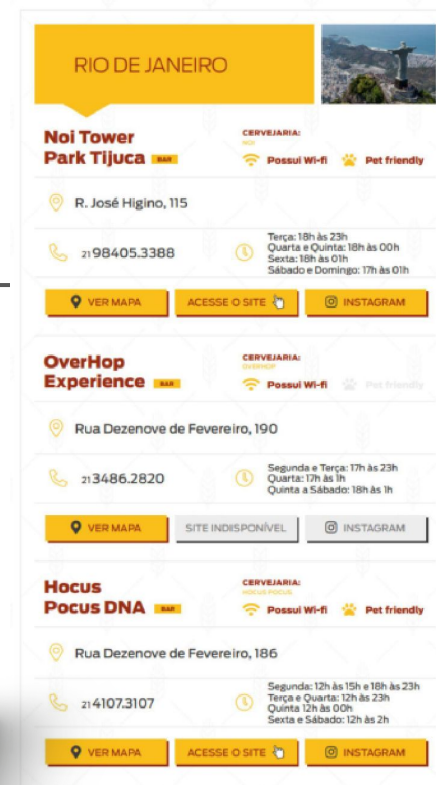 RIO DE JANEIRO
Noi Tower
Park Tijuca BAR
CERVEJARIA:
NOI
Possui Wi-fi Pet friendly
R. José Higino, 115
21 98405.3388
Terça: 18h às 23h
Quarta e Quinta: 18h às 00h
Sexta: 18h às 01h
Sábado e Domingo: 17h às 01h
VER MAPA ACESSE O SITE INSTAGRAM
OverHop
Experience BAR
CERVEJARIA:
OVERHOP
Possui Wi-fi Pet friendly
Rua Dezenove de Fevereiro, 190
21 3486.2820
Segunda e Terça: 17h às 23h
Quarta: 17h às 1h
Quinta a Sábado: 18h às 1h
VER MAPA SITE INDIISPONÍVEL INSTAGRAM
Hocus
Pocus DNA BAR
CERVEJARIA:
HOCUS POCUS
Possui Wi-fi Pet friendly
Rua Dezenove de Fevereiro, 186
21 4107.3107
Segunda: 12h às 15h e 18h às 23h
Terça e Quarta: 12h às 23h
Quinta 12h às 00h
Sexta e Sábado: 12h às 2h
VER MAPA ACESSE O SITE INSTAGRAM